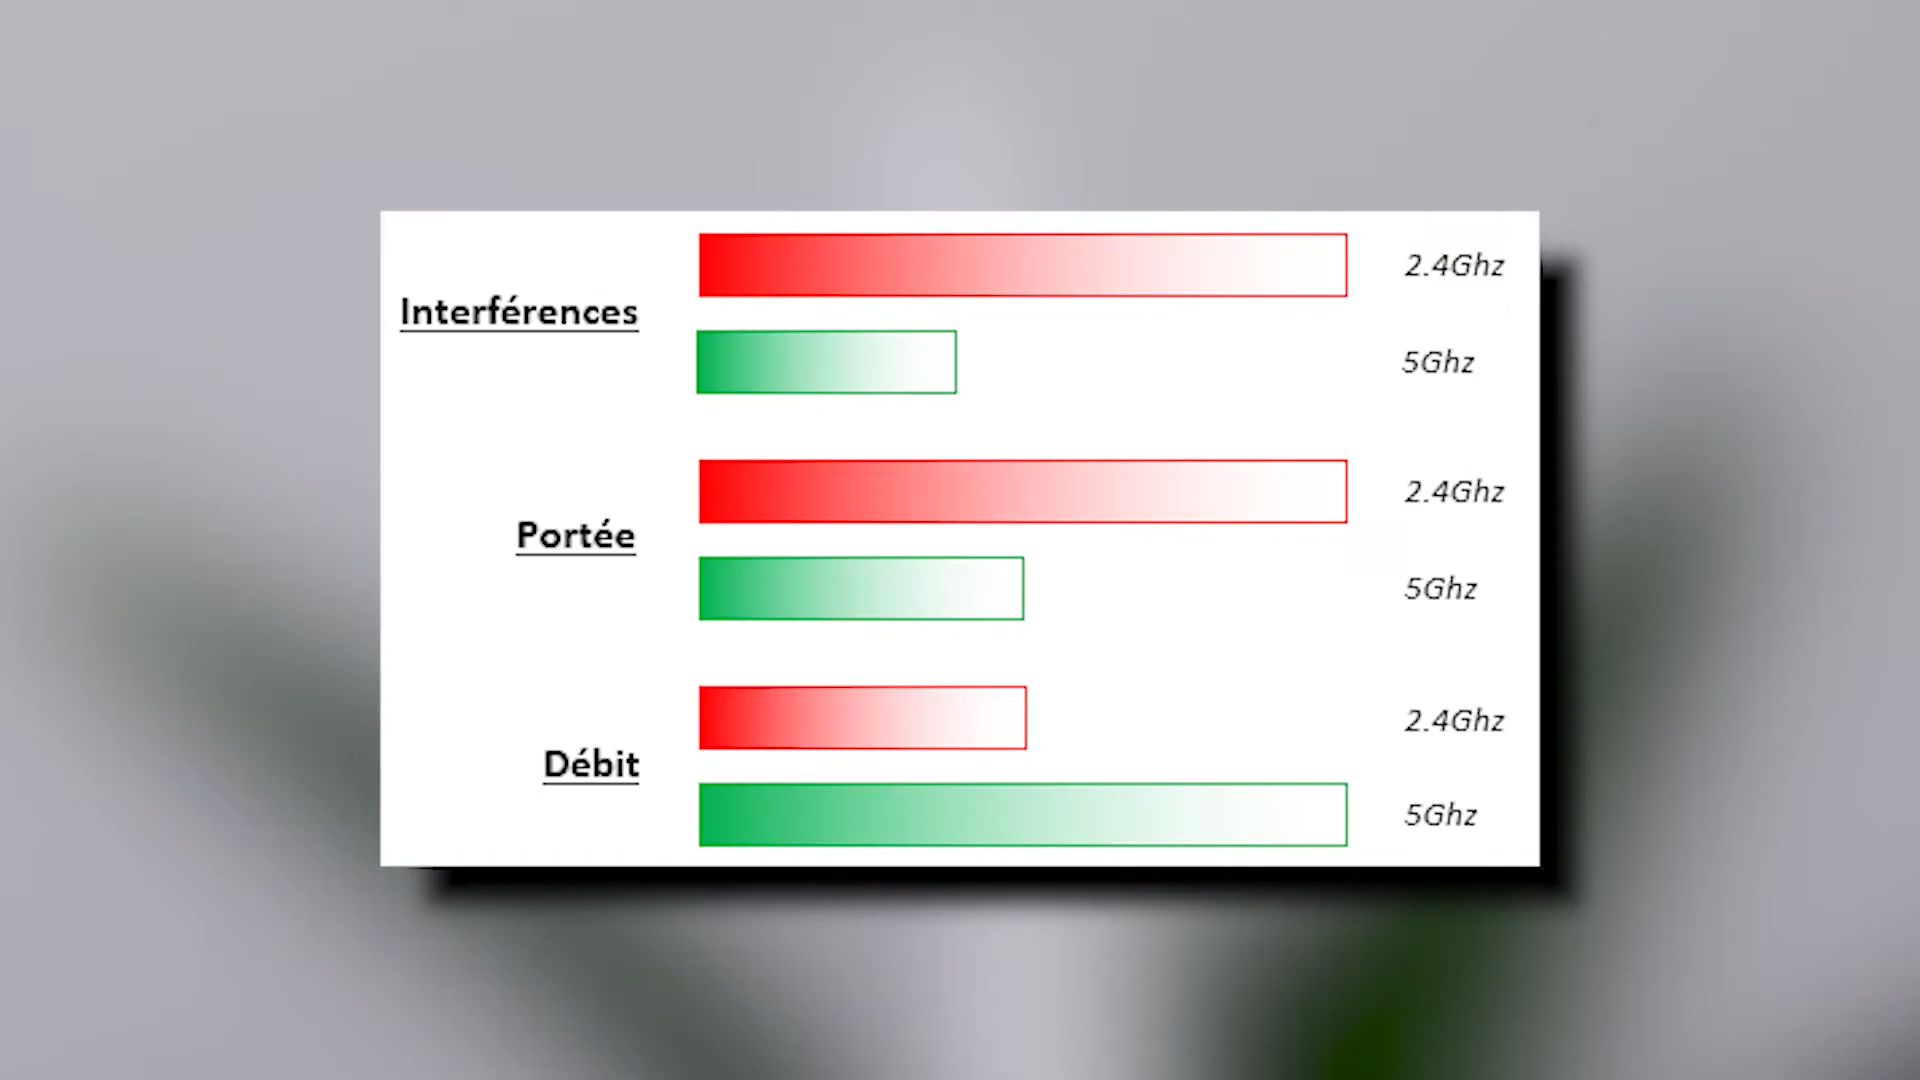 2.4Ghz
Interférences
5Ghz
2.4Ghz
Portée
5Ghz
2.4Ghz
Débit
5Ghz